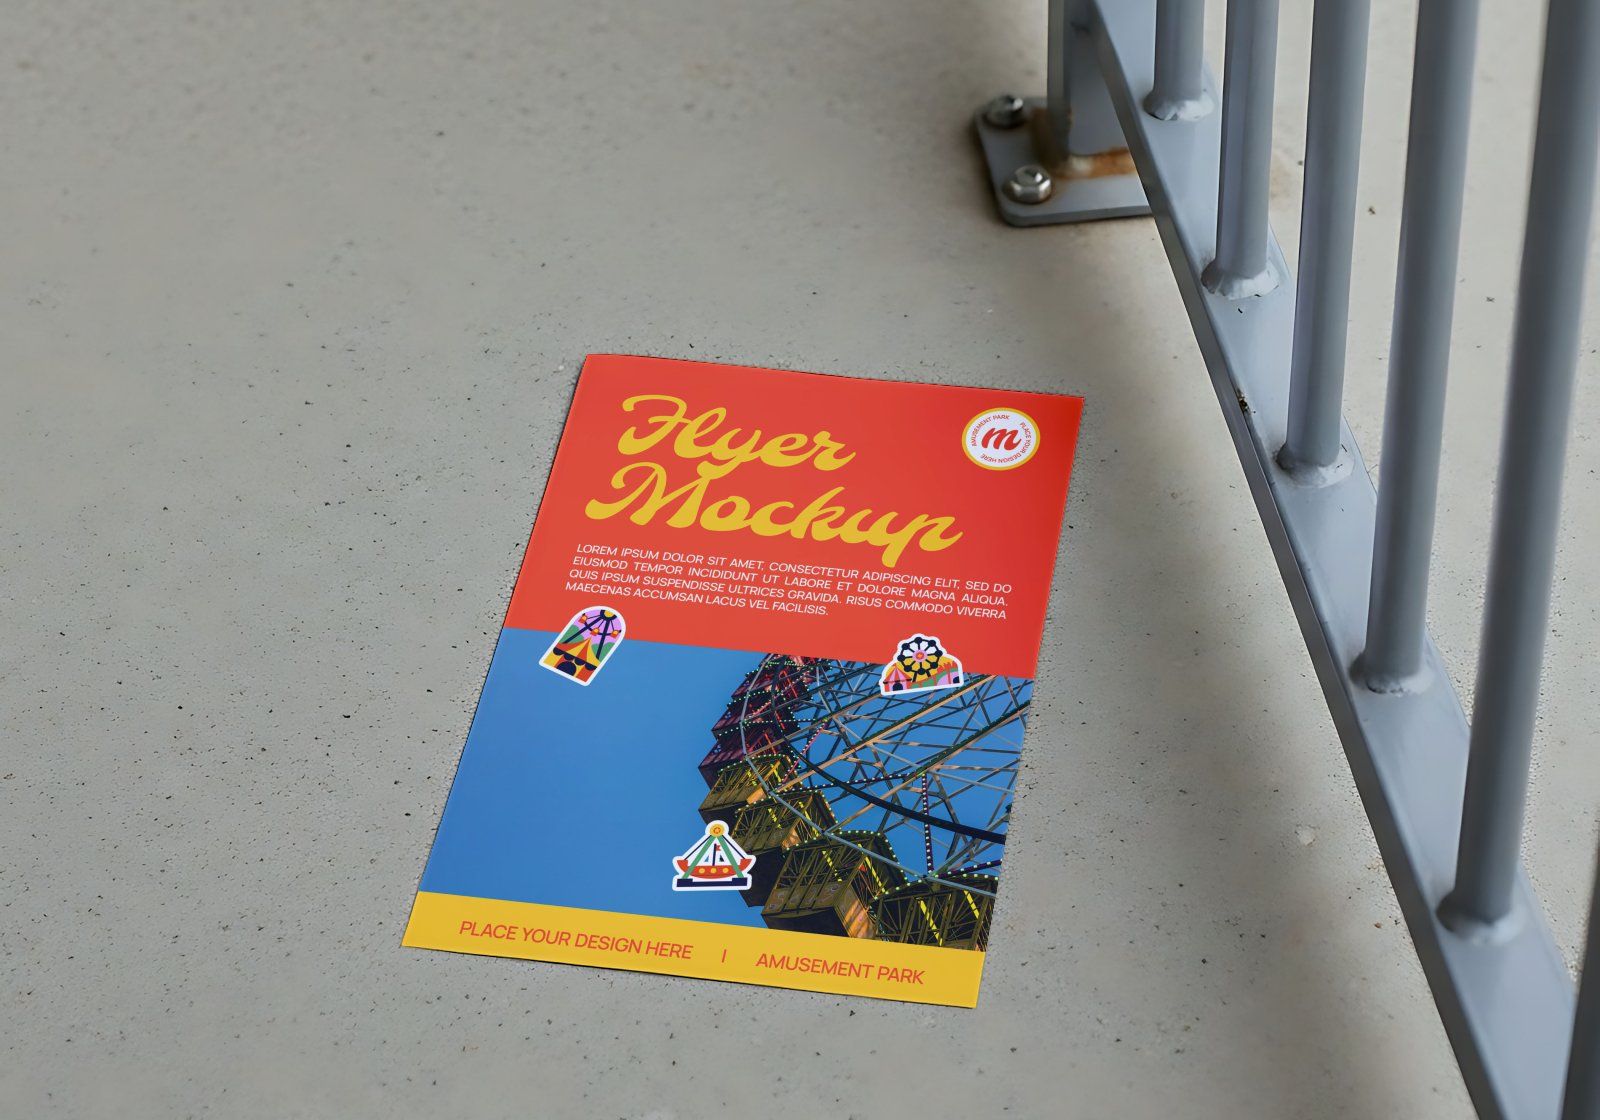 Flyer
Mockup
AMUSEMENT PARK
PLACE YOUR DESIGN HERE
m
LOREM IPSUM DOLOR SIT AMET, CONSECTETUR ADIPISCING ELIT, SED DO
EIUSMOD TEMPOR INCIDIDUNT UT LABORE ET DOLORE MAGNA ALIQUA.
QUIS IPSUM SUSPENDISSE ULTRICES GRAVIDA. RISUS COMMODO VIVERRA
MAECENAS ACCUMSAN LACUS VEL FACILISIS.
PLACE YOUR DESIGN HERE | AMUSEMENT PARK